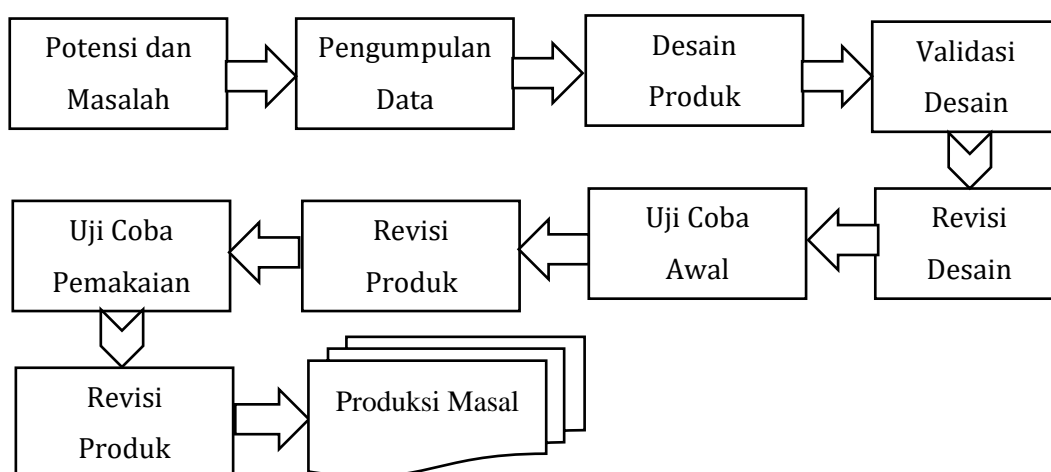 Potensi dan
Masalah
Pengumpulan
Data
Desain
Produk
Validasi
Desain
Revisi
Desain
Uji Coba
Awal
Revisi
Produk
Uji Coba
Pemakaian
Revisi
Produk
Produksi Masal